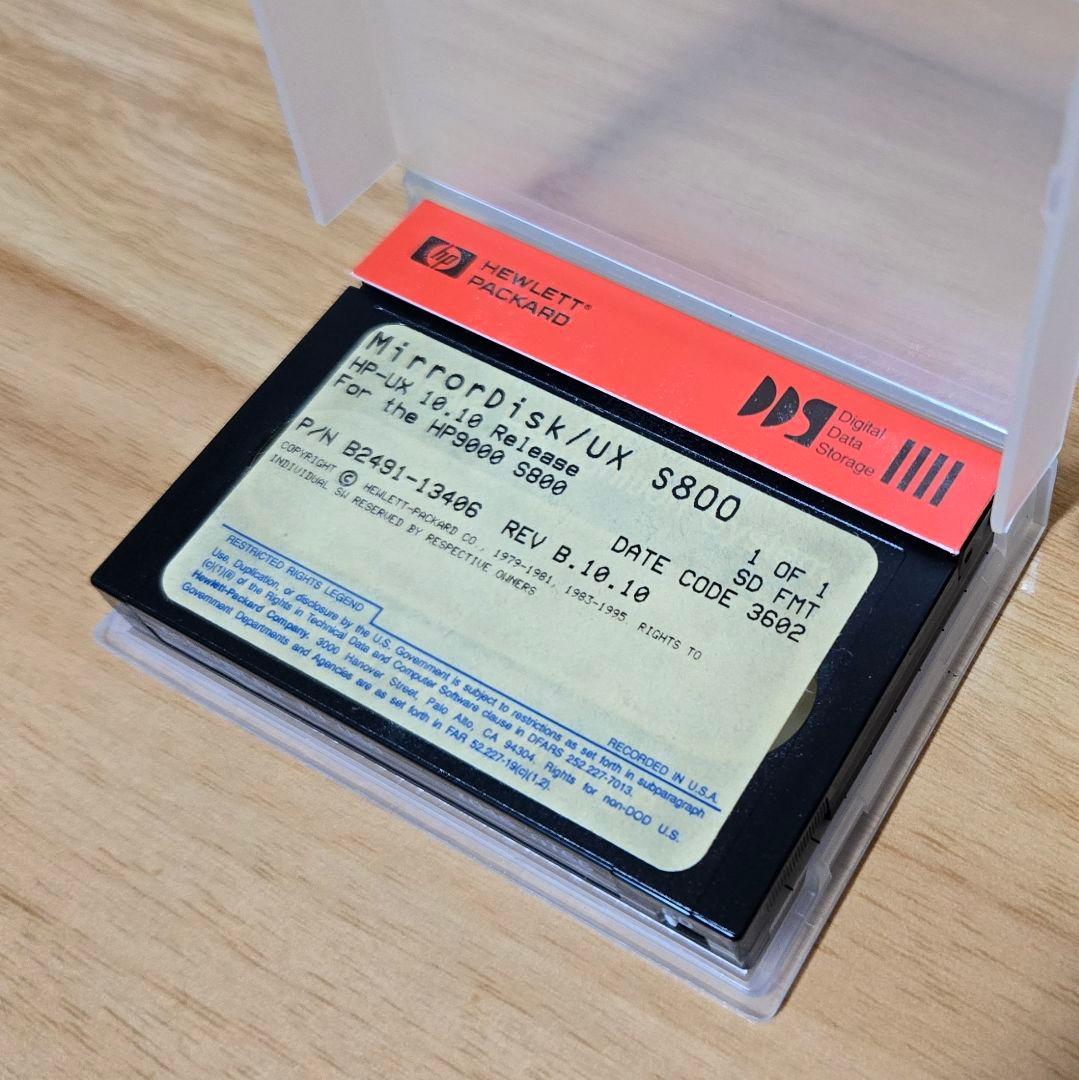 hp HEWLETT®
PACKARD
DDS Digital
Data
Storage
MirrorDisk/UX S800
HP-UX 10.10 Release
For the HP9000 S800
1 OF 1
SD FMT
P/N B2491-13406 REV B.10.10 DATE CODE 3602
COPYRIGHT © HEWLETT-PACKARD CO., 1979-1981, 1983-1995. RIGHTS TO
INDIVIDUAL SW RESERVED BY RESPECTIVE OWNERS
RESTRICTED RIGHTS LEGEND
RECORDED IN U.S.A.
Use, Duplication, or disclosure by the U.S. Government is subject to restrictions as set forth in subparagraph
(c)(1)(ii) of the Rights in Technical Data and Computer Software clause in DFARS 252.227-7013.
Hewlett-Packard Company, 3000 Hanover Street, Palo Alto, CA 94304. Rights for non-DOD U.S.
Government Departments and Agencies are as set forth in FAR 52.227-19(c)(1,2).